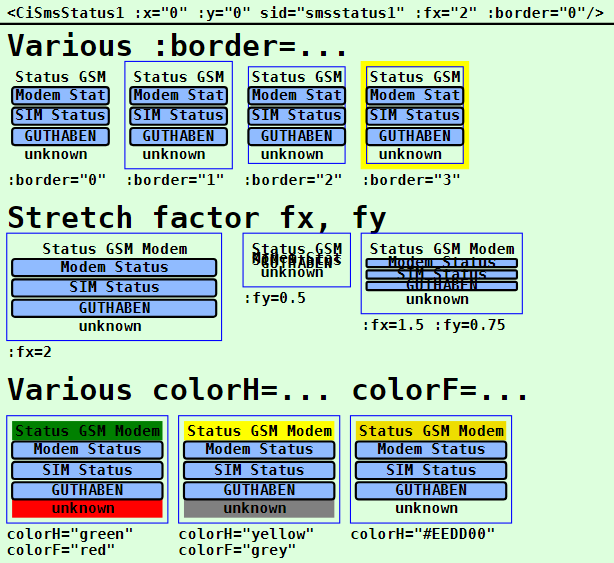 <CiSmsStatus1 :x="0" :y="0" sid="smsstatus1" :fx="2" :border="0"/>
Various :border=...
Status GSM
Modem Stat
SIM Status
GUTHABEN
unknown
:border="0"
Status GSM
Modem Stat
SIM Status
GUTHABEN
unknown
:border="1"
Status GSM
Modem Stat
SIM Status
GUTHABEN
unknown
:border="2"
Status GSM
Modem Stat
SIM Status
GUTHABEN
unknown
:border="3"
Stretch factor fx, fy
Status GSM Modem
Modem Status
SIM Status
GUTHABEN
unknown
:fx=2
Status GSM
Modem Stat
SIM Status
GUTHABEN
unknown
:fy=0.5
Status GSM Modem
Modem Status
SIM Status
GUTHABEN
unknown
:fx=1.5 :fy=0.75
Various colorH=... colorF=...
Status GSM Modem
Modem Status
SIM Status
GUTHABEN
unknown
colorH="green"
colorF="red"
Status GSM Modem
Modem Status
SIM Status
GUTHABEN
unknown
colorH="yellow"
colorF="grey"
Status GSM Modem
Modem Status
SIM Status
GUTHABEN
unknown
colorH="#EEDD00"